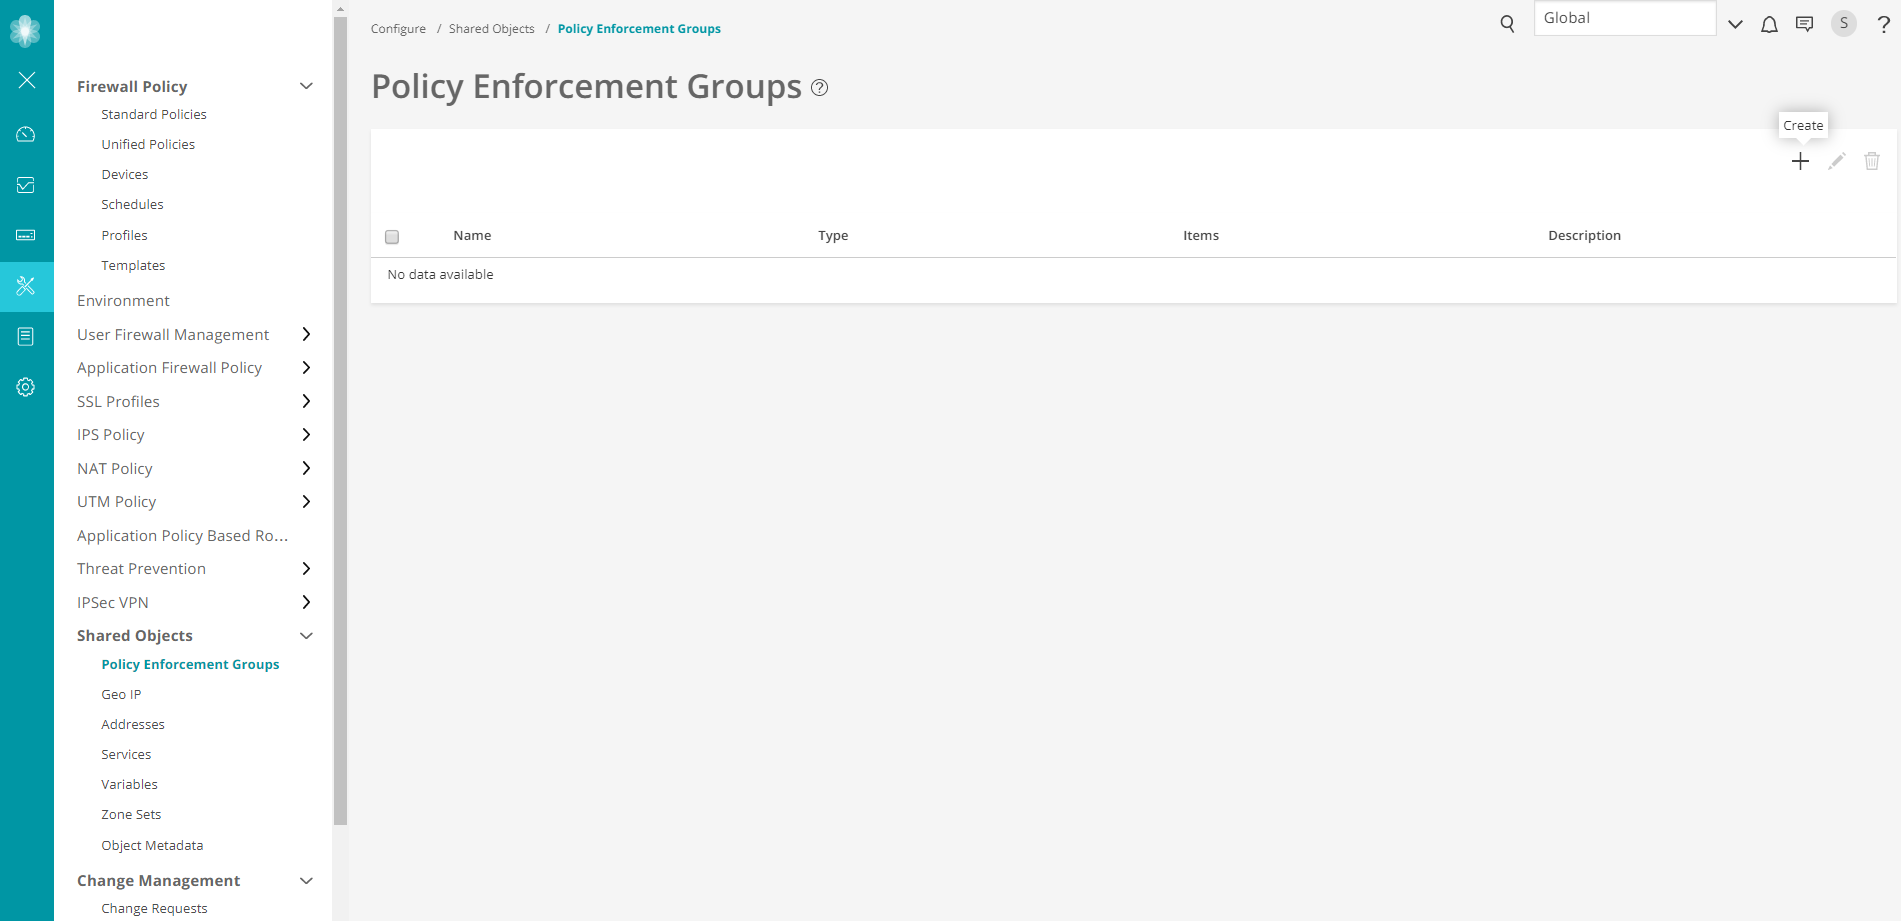 Configure / Shared Objects / Policy Enforcement Groups
Global
S
?
Policy Enforcement Groups ?
Create
Name Type Items Description
No data available
Firewall Policy
Standard Policies
Unified Policies
Devices
Schedules
Profiles
Templates
Environment
User Firewall Management
Application Firewall Policy
SSL Profiles
IPS Policy
NAT Policy
UTM Policy
Application Policy Based Ro...
Threat Prevention
IPSec VPN
Shared Objects
Policy Enforcement Groups
Geo IP
Addresses
Services
Variables
Zone Sets
Object Metadata
Change Management
Change Requests